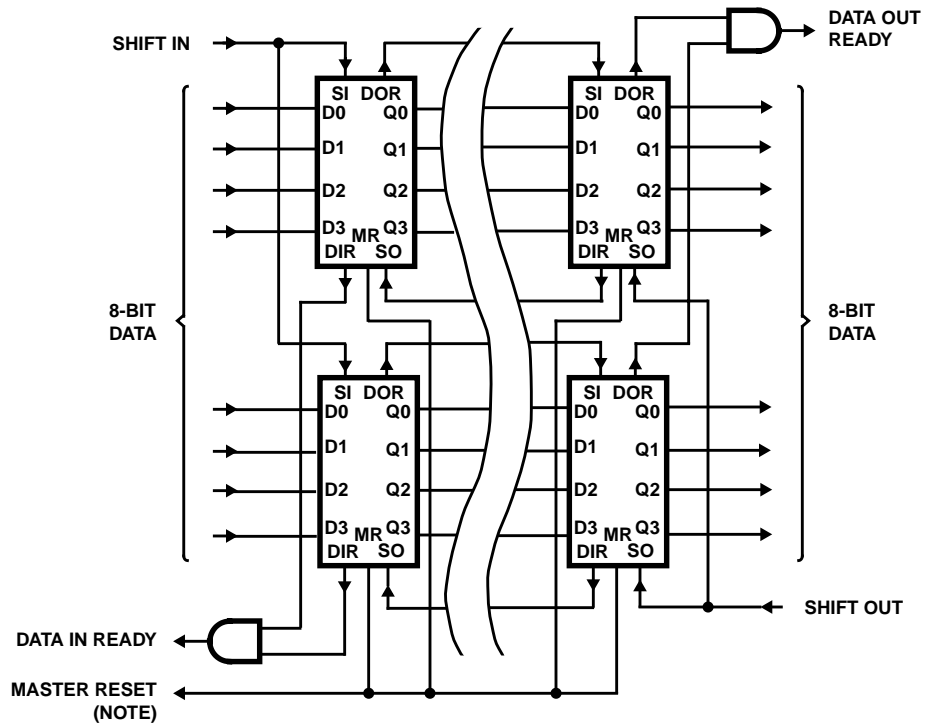 DATA OUT
READY
SHIFT IN
SI DOR
D0 Q0
D1 Q1
D2 Q2
D3 MR Q3
DIR SO
SI DOR
D0 Q0
D1 Q1
D2 Q2
D3 MR Q3
DIR SO
8-BIT
DATA
8-BIT
DATA
SI DOR
D0 Q0
D1 Q1
D2 Q2
D3 MR Q3
DIR SO
SI DOR
D0 Q0
D1 Q1
D2 Q2
D3 MR Q3
DIR SO
SHIFT OUT
DATA IN READY
MASTER RESET
(NOTE)